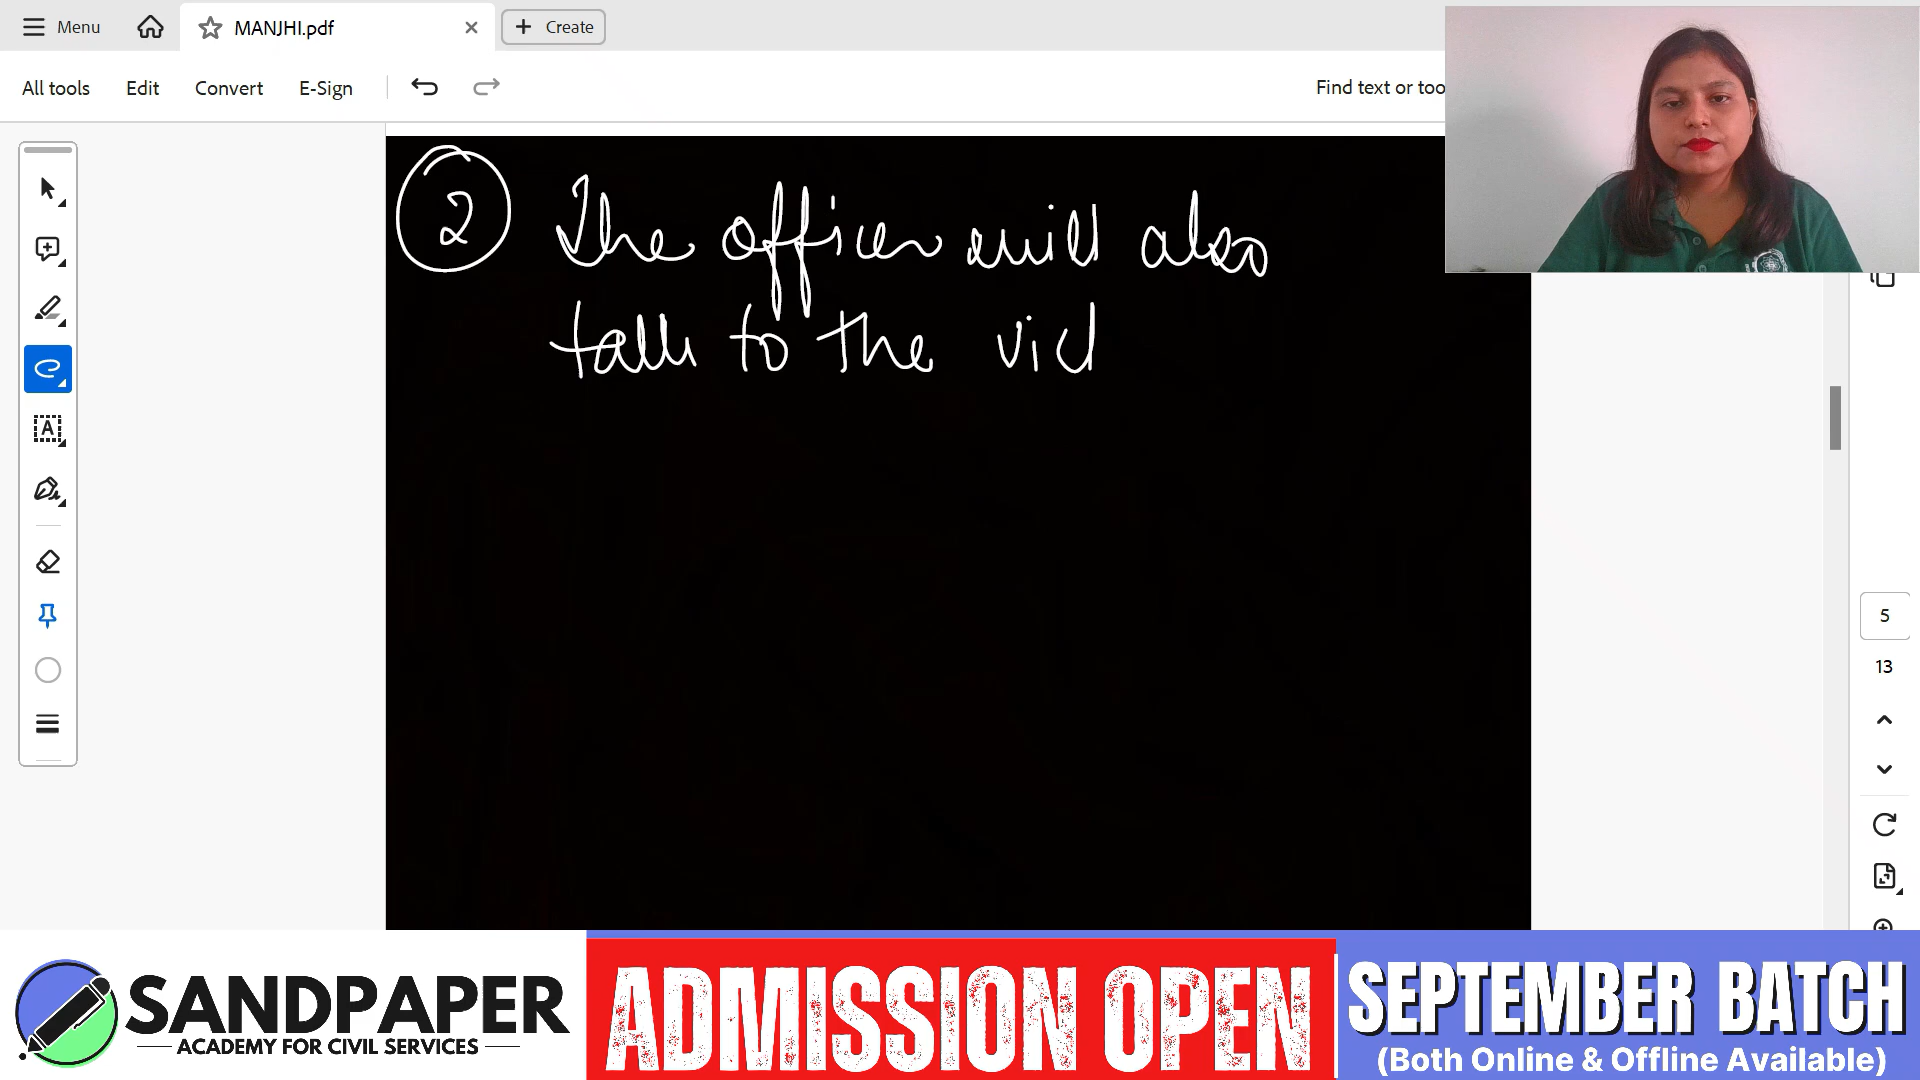 Menu
MANJHI.pdf
Create
All tools
Edit
Convert
E-Sign
Find text or too
2 The officer will also
talk to the vict
5
13
SANDPAPER
ACADEMY FOR CIVIL SERVICES
ADMISSION OPEN
SEPTEMBER BATCH
(Both Online & Offline Available)